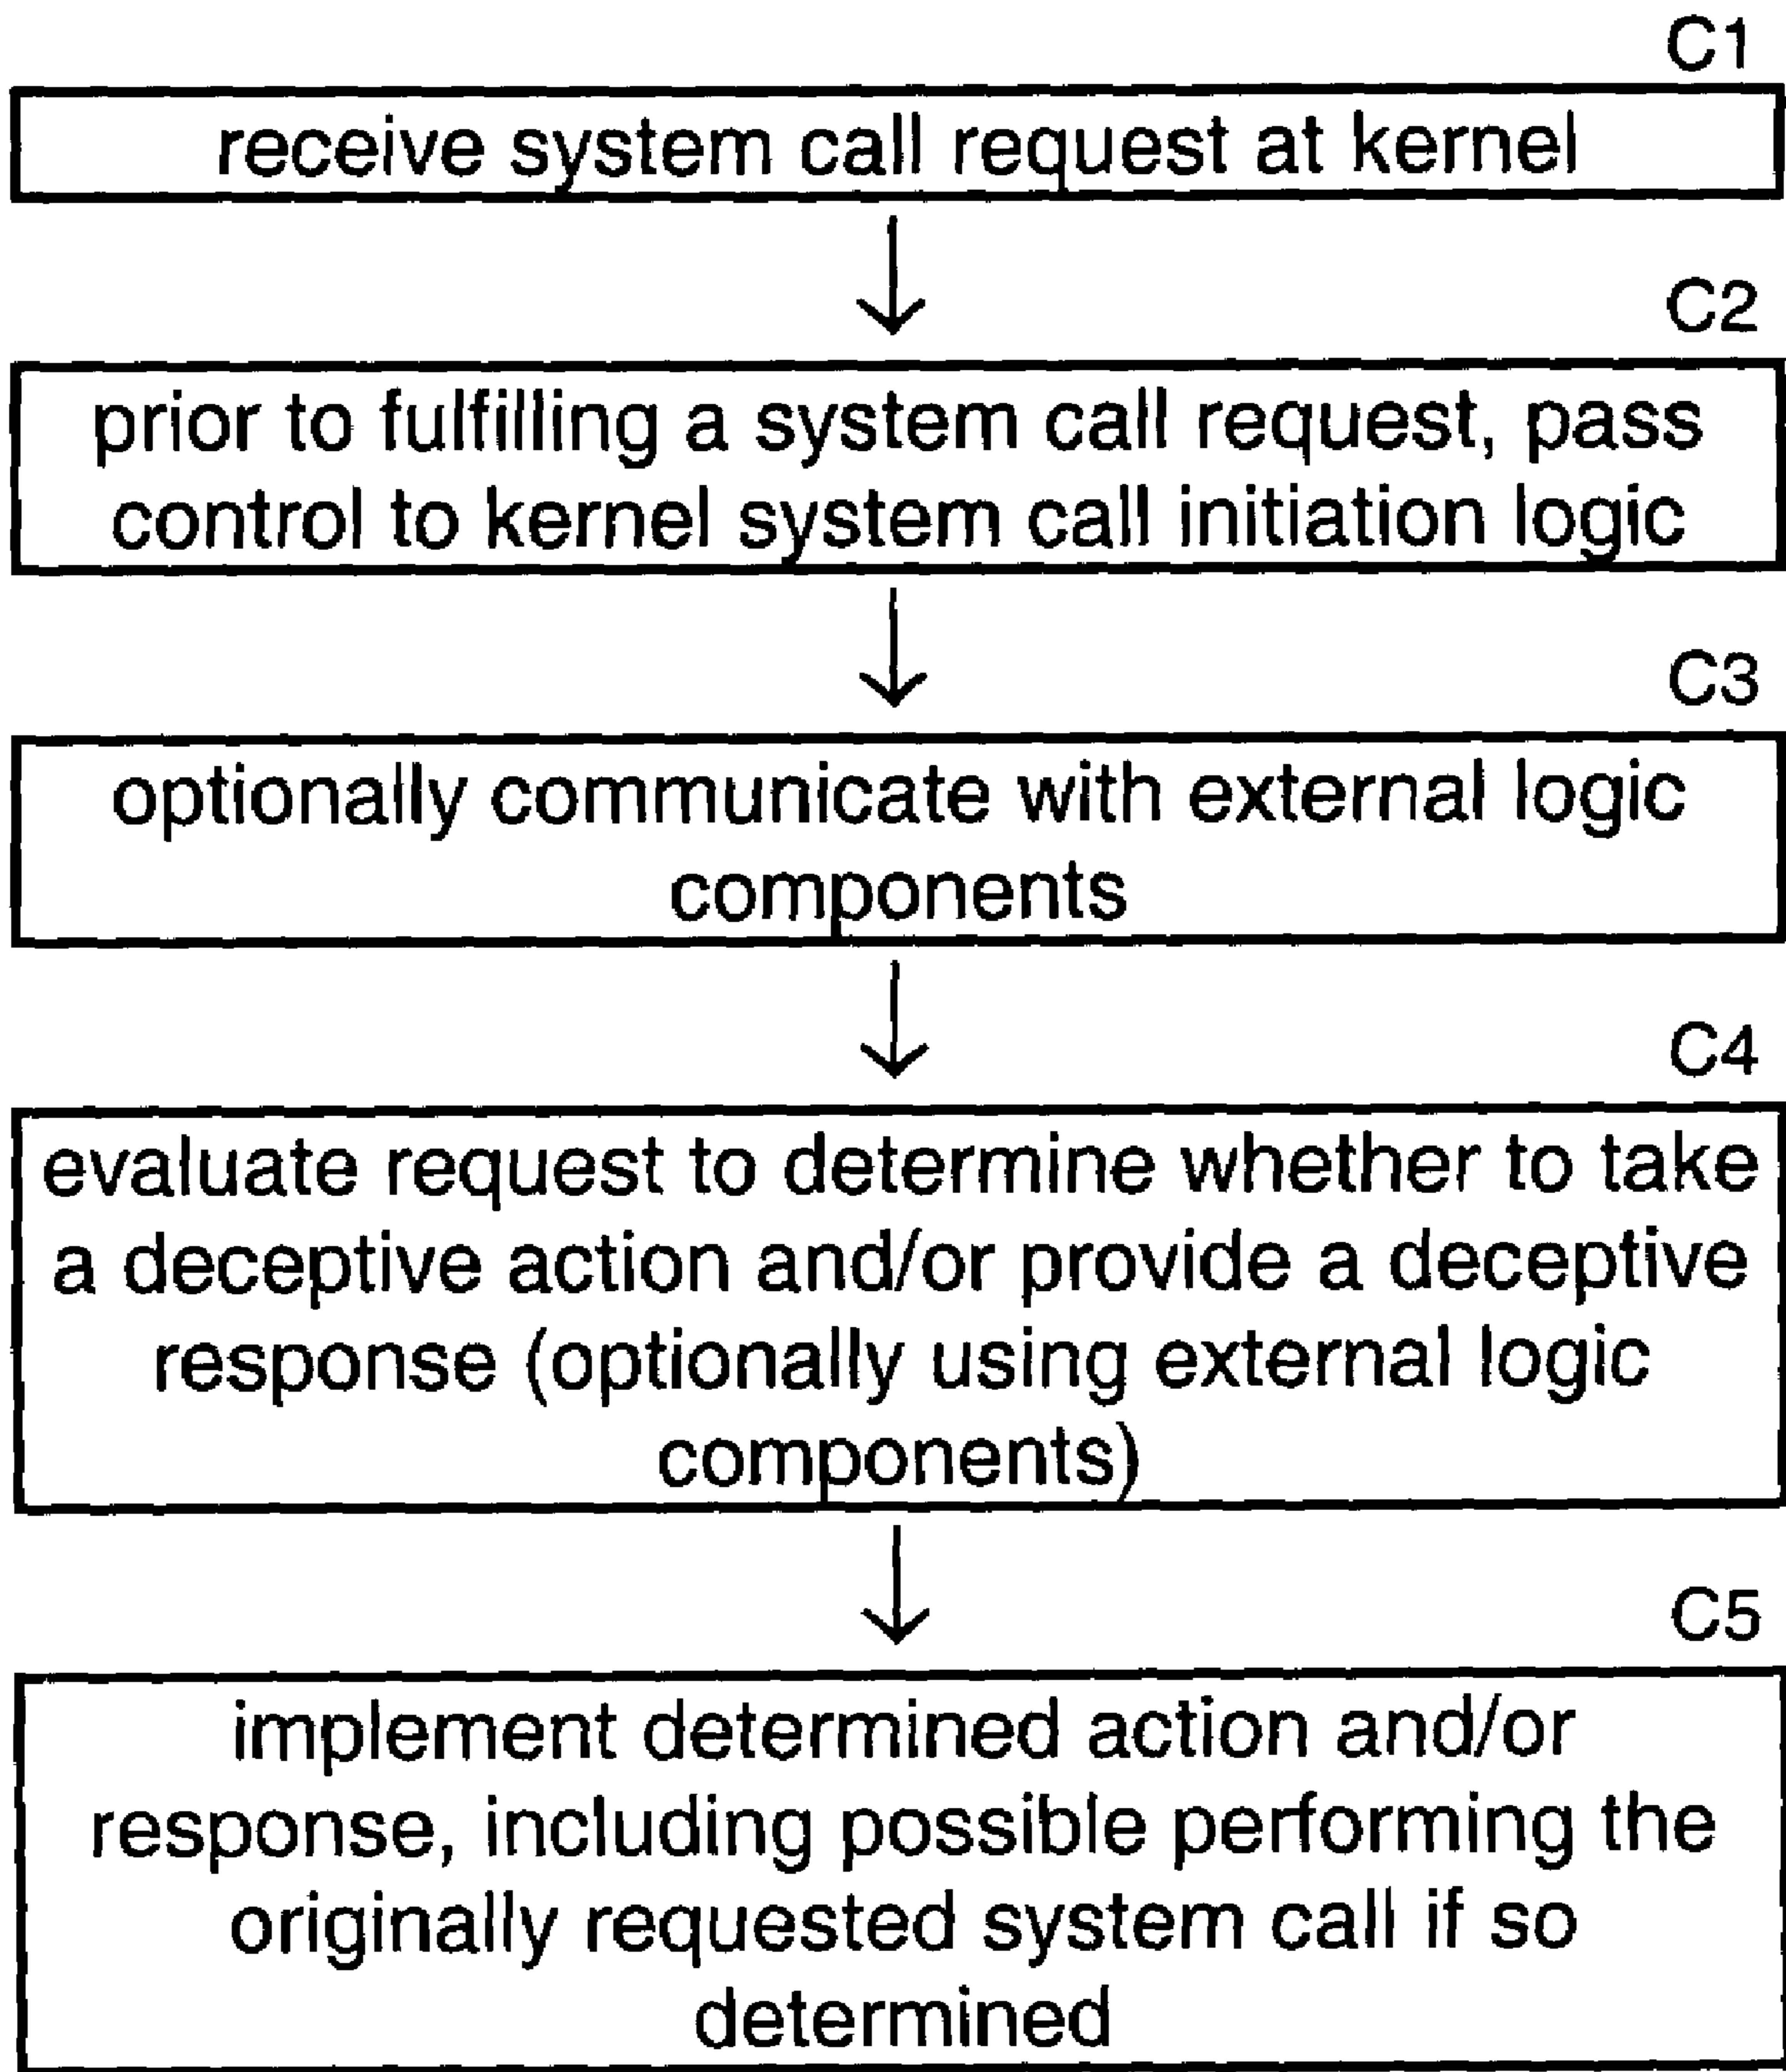 C1
receive system call request at kernel
C2
prior to fulfilling a system call request, pass
control to kernel system call initiation logic
C3
optionally communicate with external logic
components
C4
evaluate request to determine whether to take
a deceptive action and/or provide a deceptive
response (optionally using external logic
components)
C5
implement determined action and/or
response, including possible performing the
originally requested system call if so
determined